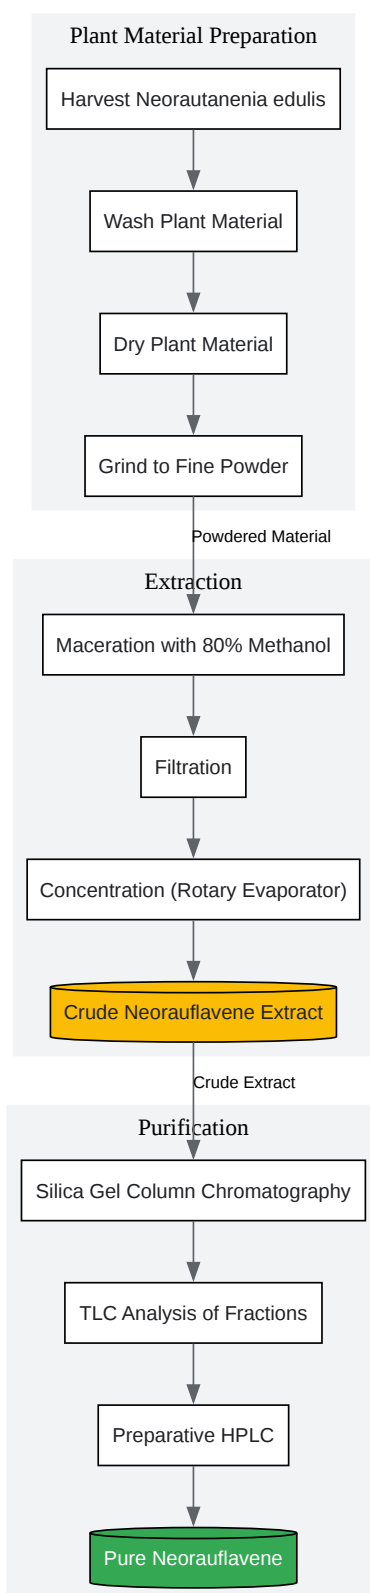 Plant Material Preparation
Harvest Neorautanenia edulis
Wash Plant Material
Dry Plant Material
Grind to Fine Powder
Powdered Material
Extraction
Maceration with 80% Methanol
Filtration
Concentration (Rotary Evaporator)
Crude Neorauflavene Extract
Crude Extract
Purification
Silica Gel Column Chromatography
TLC Analysis of Fractions
Preparative HPLC
Pure Neorauflavene